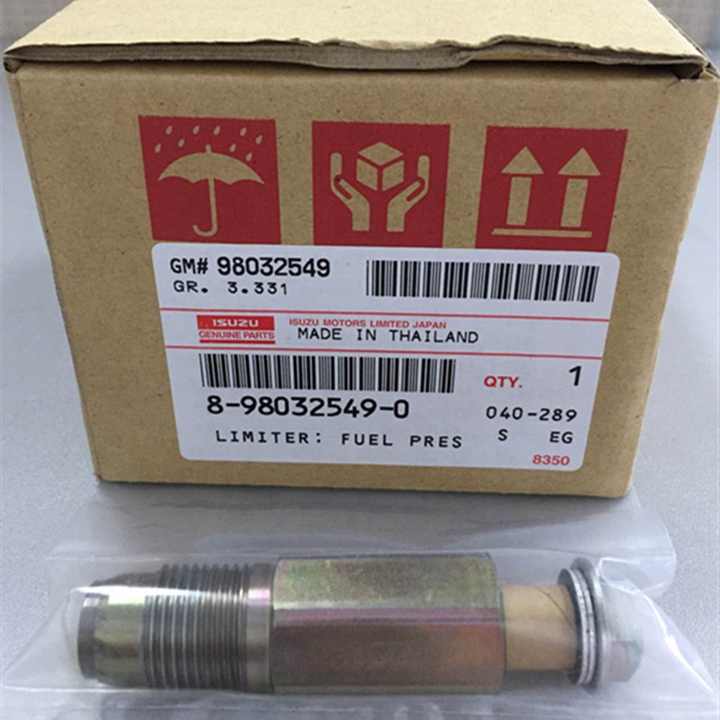 GM# 98032549
GR. 3.331
ISUZU
GENUINE PARTS
ISUZU MOTORS LIMITED JAPAN
MADE IN THAILAND
QTY. 1
8-98032549-0
040-289
LIMITER: FUEL PRES
S EG
8350